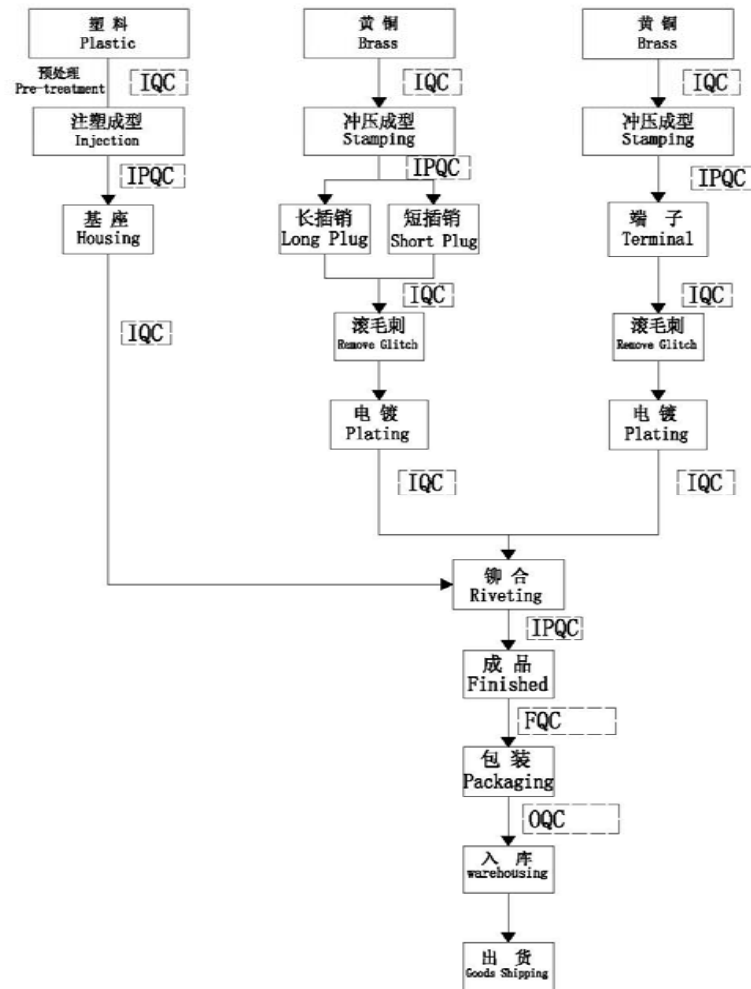 塑料
Plastic
黄铜
Brass
黄铜
Brass
预处理
Pre-treatment
IQC
IQC
IQC
注塑成型
Injection
冲压成型
Stamping
冲压成型
Stamping
IPQC
IPQC
IPQC
基座
Housing
长插销
Long Plug
短插销
Short Plug
端子
Terminal
IQC
IQC
IQC
滚毛刺
Remove Glitch
滚毛刺
Remove Glitch
电镀
Plating
电镀
Plating
IQC
IQC
铆合
Riveting
IPQC
成品
Finished
FQC
包装
Packaging
OQC
入库
warehousing
出货
Goods Shipping